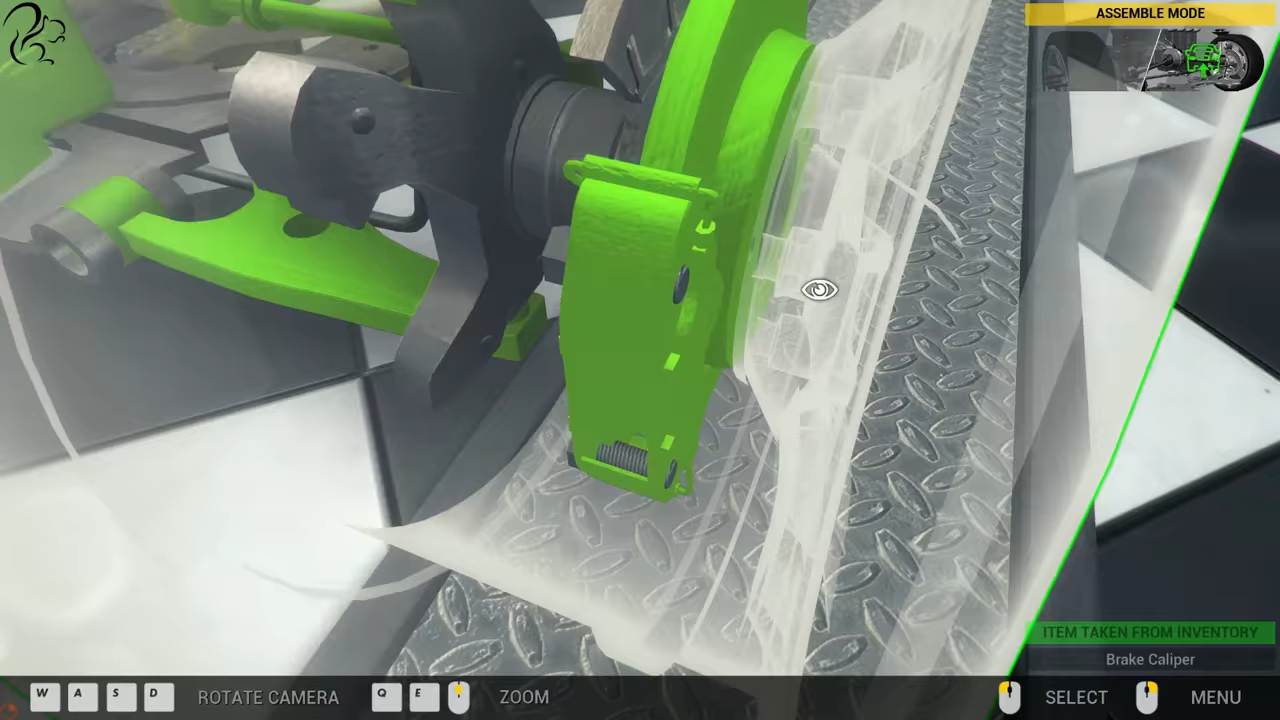 ASSEMBLE MODE
ITEM TAKEN FROM INVENTORY
Brake Caliper
W A S D ROTATE CAMERA Q E ZOOM SELECT MENU